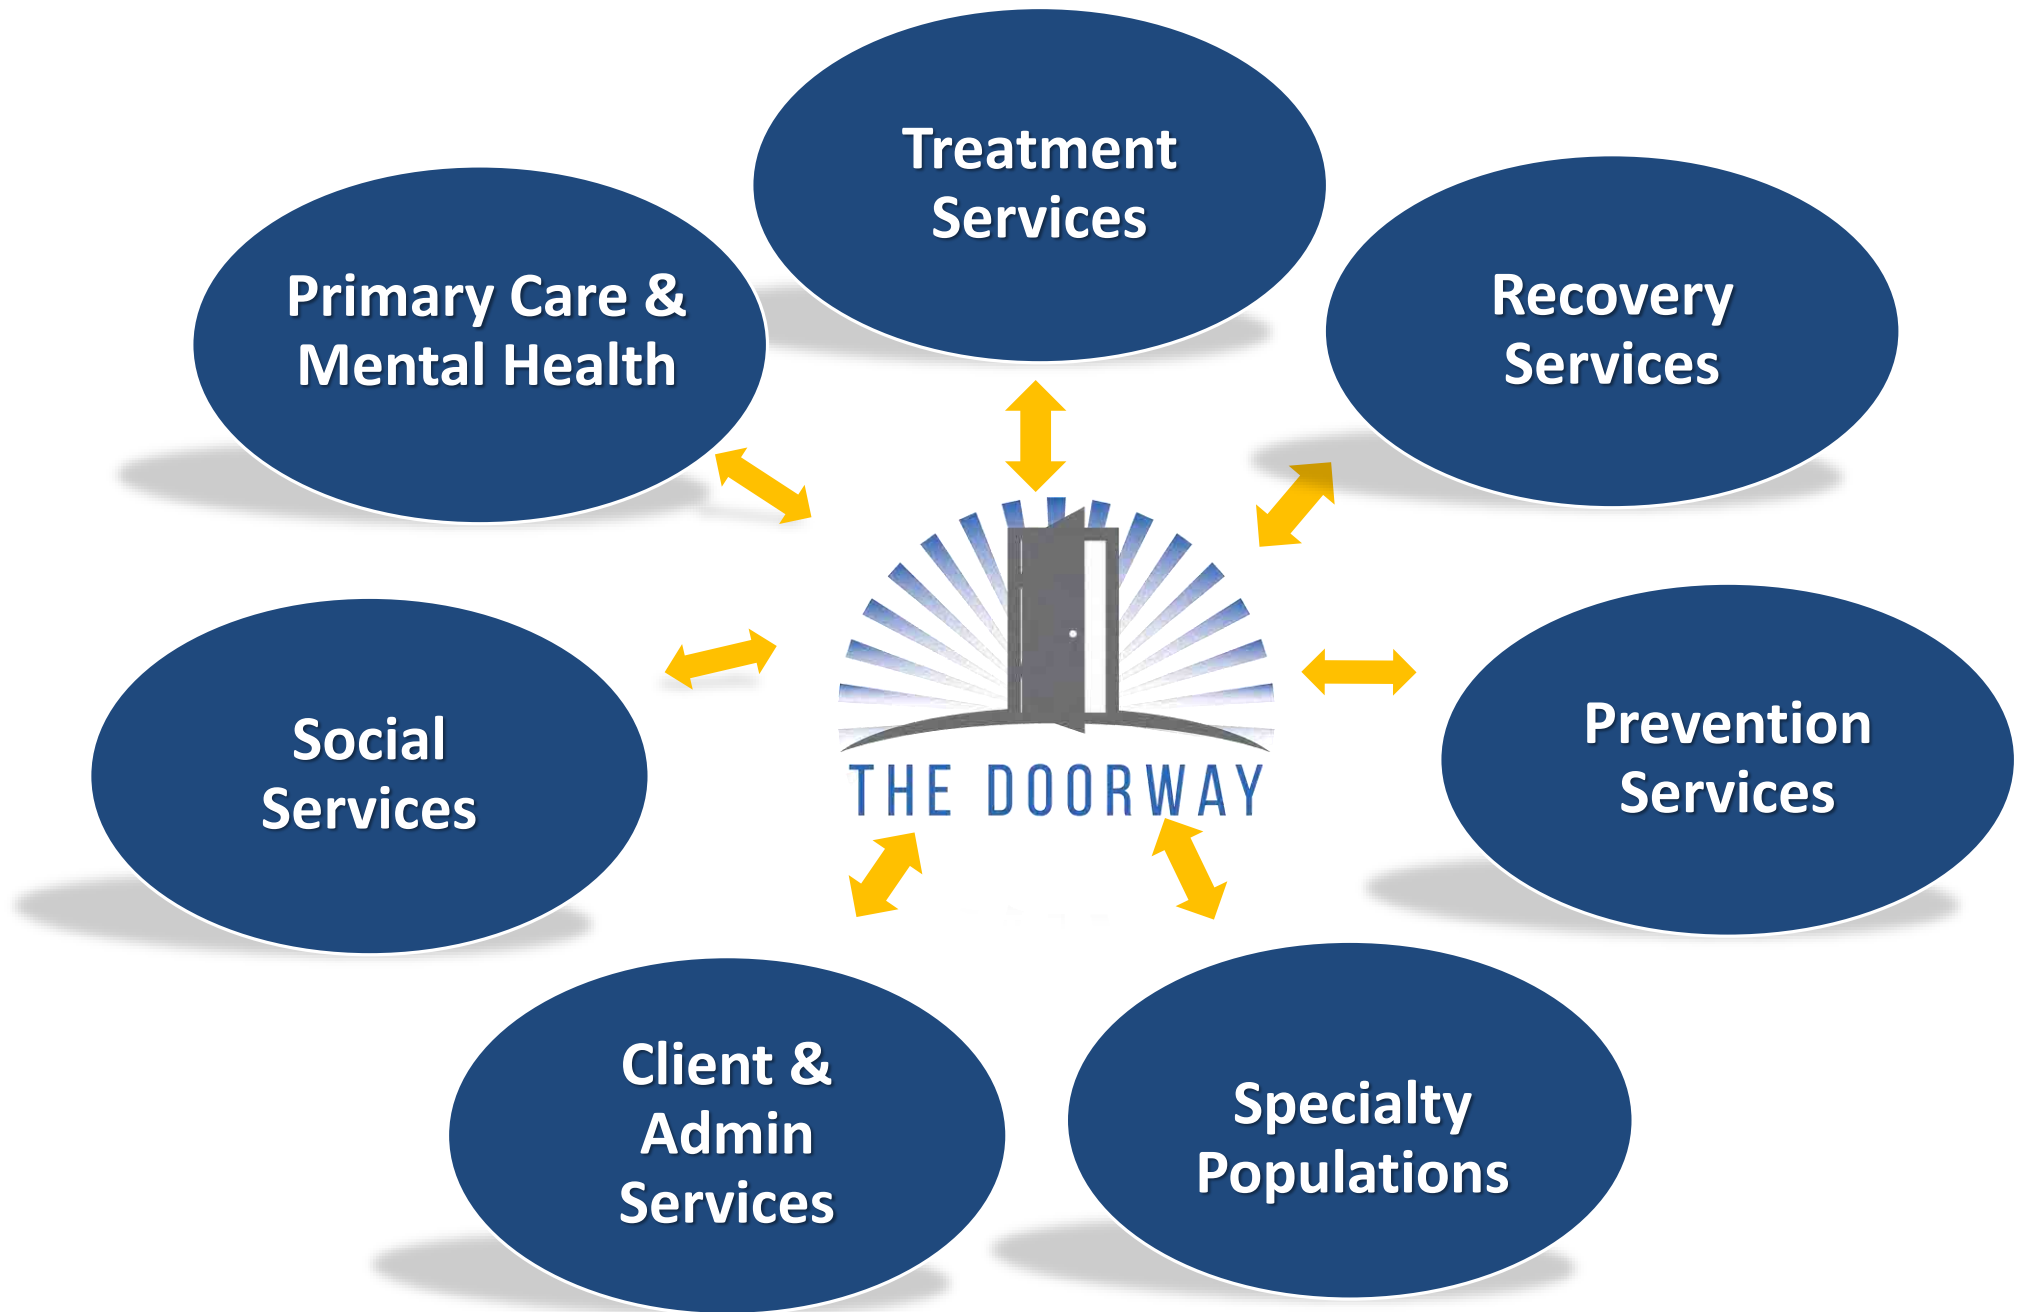 Treatment
Services
Primary Care &
Mental Health
Recovery
Services
THE DOORWAY
Social
Services
Prevention
Services
Client &
Admin
Services
Specialty
Populations